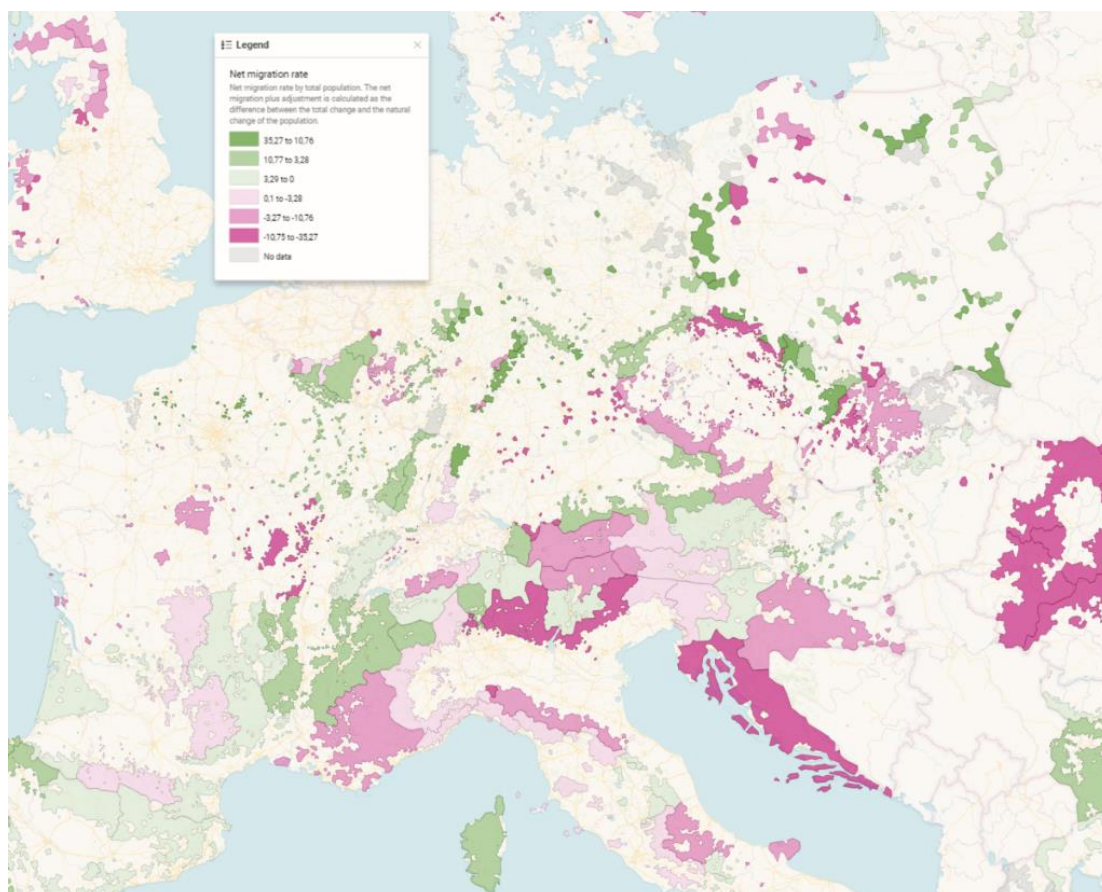 Legend
Net migration rate
Net migration rate by total population. The net
migration plus adjustment is calculated as the
difference between the total change and the natural
change of the population.
35,27 to 10,76
10,77 to 3,28
3,29 to 0
0,1 to -3,28
-3,27 to -10,76
-10,75 to -35,27
No data